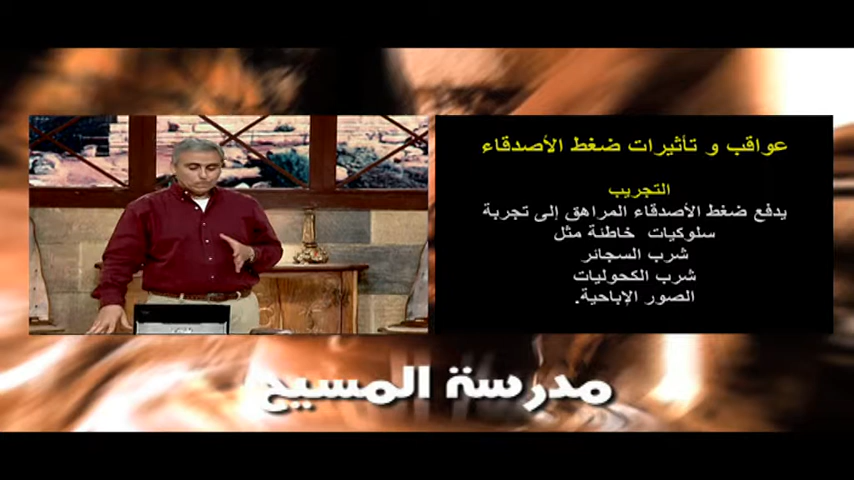 عواقب و تأثيرات ضغط الأصدقاء
التجريب
يدفع ضغط الأصدقاء المراهق إلى تجربة
سلوكيات خاطئة مثل
شرب السجائر
شرب الكحوليات
الصور الإباحية.
مدرسة المسيح